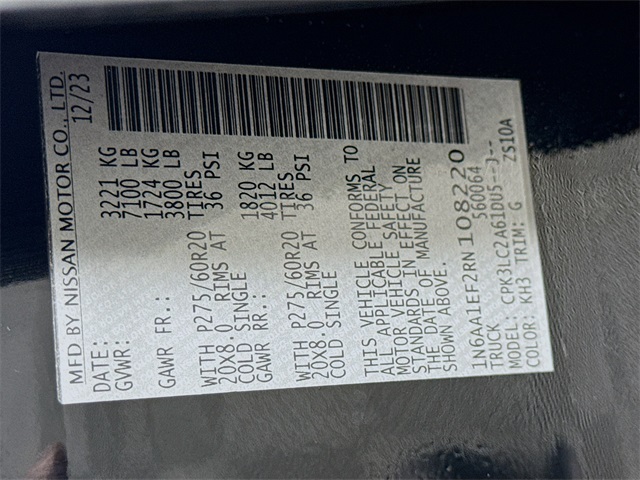 MFD BY NISSAN MOTOR CO., LTD.
DATE: 12/23
GVWR: 3221 KG
7100 LB
GAWR FR.: 1724 KG
3800 LB
WITH P275/60R20 TIRES
20X8.0 RIMS AT 36 PSI
COLD SINGLE
GAWR RR.: 1820 KG
4012 LB
WITH P275/60R20 TIRES
20X8.0 RIMS AT 36 PSI
COLD SINGLE
THIS VEHICLE CONFORMS TO
ALL APPLICABLE FEDERAL
MOTOR VEHICLE SAFETY
STANDARDS IN EFFECT ON
THE DATE OF MANUFACTURE
SHOWN ABOVE.
1N6AA1EF2RN108220
TRUCK 560064
MODEL: CPK3LC2A61DU5--J--
COLOR: KH3 TRIM: G ZS10A